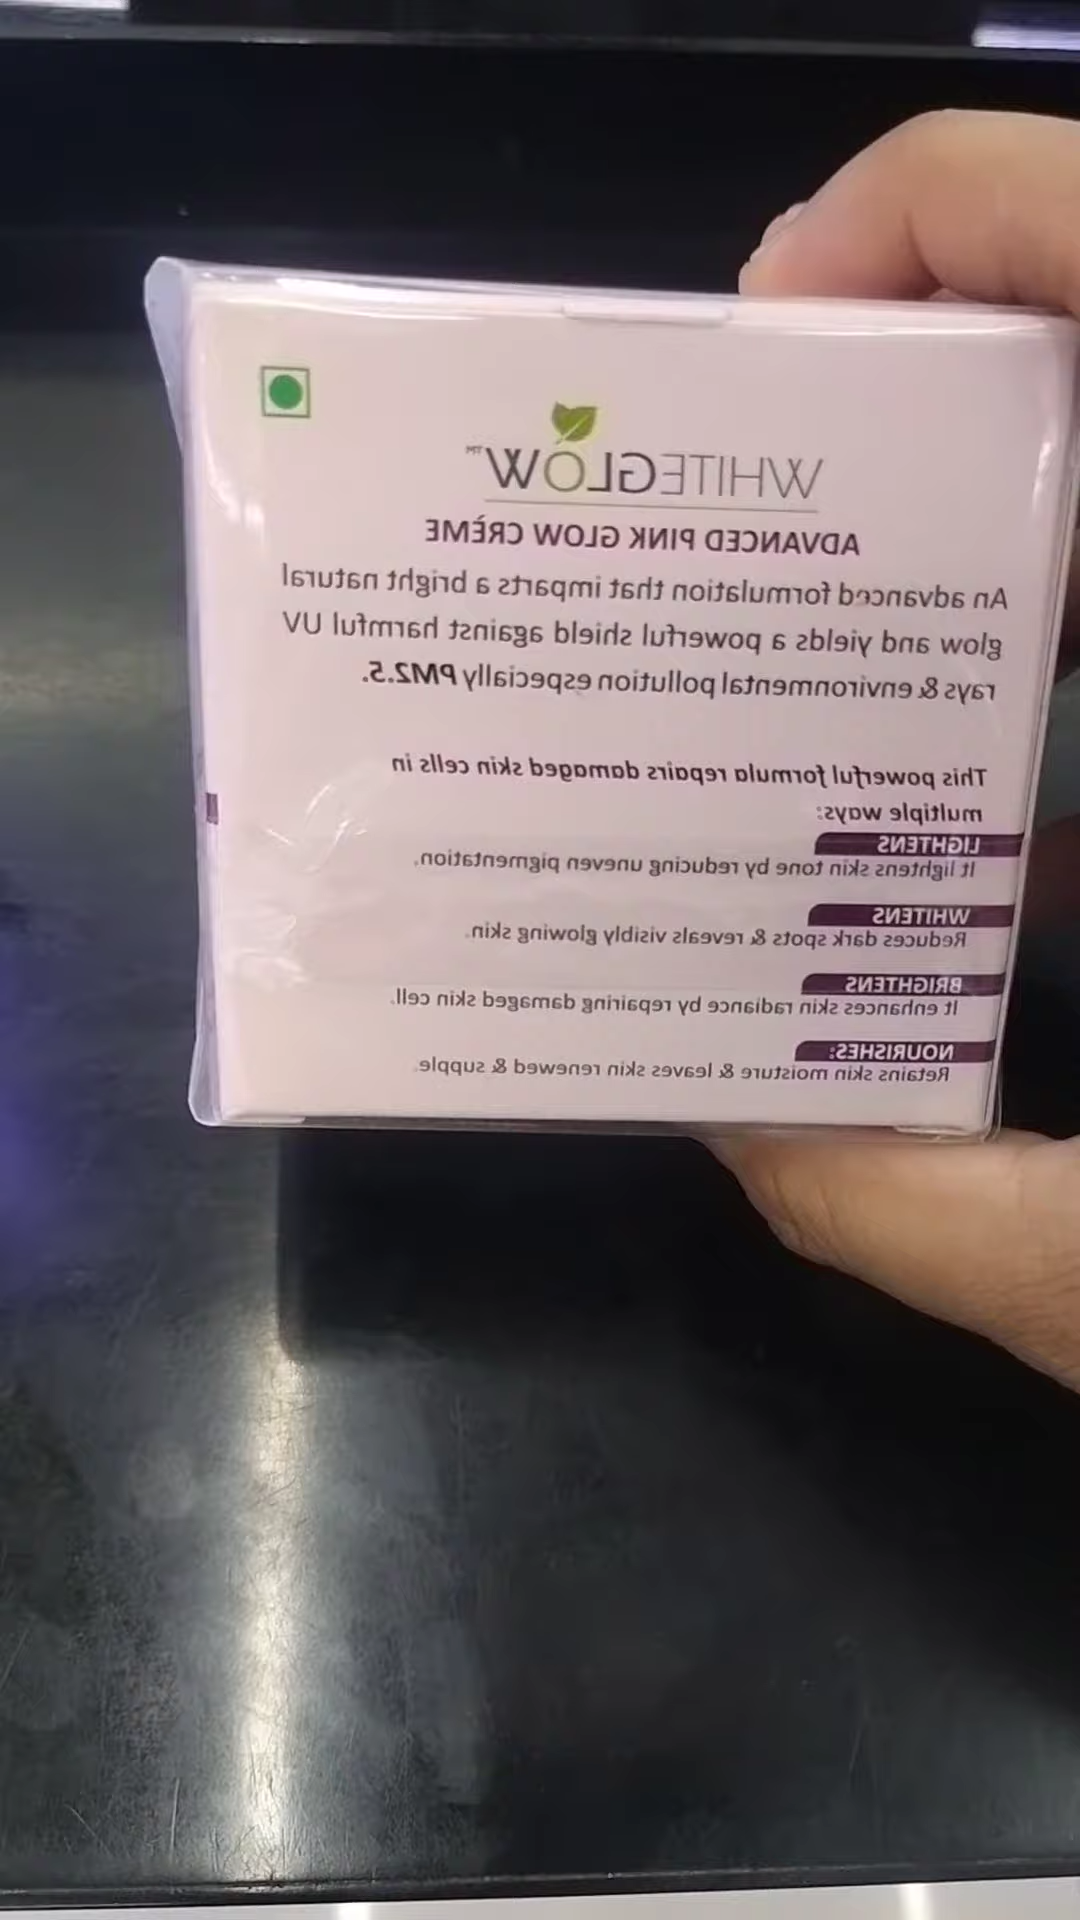 WHITEGLOW™
ADVANCED PINK GLOW CRÈME
An advanced formulation that imparts a bright natural
glow and yields a powerful shield against harmful UV
rays & environmental pollution especially PM2.5.
This powerful formula repairs damaged skin cells in
multiple ways:
LIGHTENS
It lightens skin tone by reducing uneven pigmentation.
WHITENS
Reduces dark spots & reveals visibly glowing skin.
BRIGHTENS
It enhances skin radiance by repairing damaged skin cell.
NOURISHES:
Retains skin moisture & leaves skin renewed & supple.